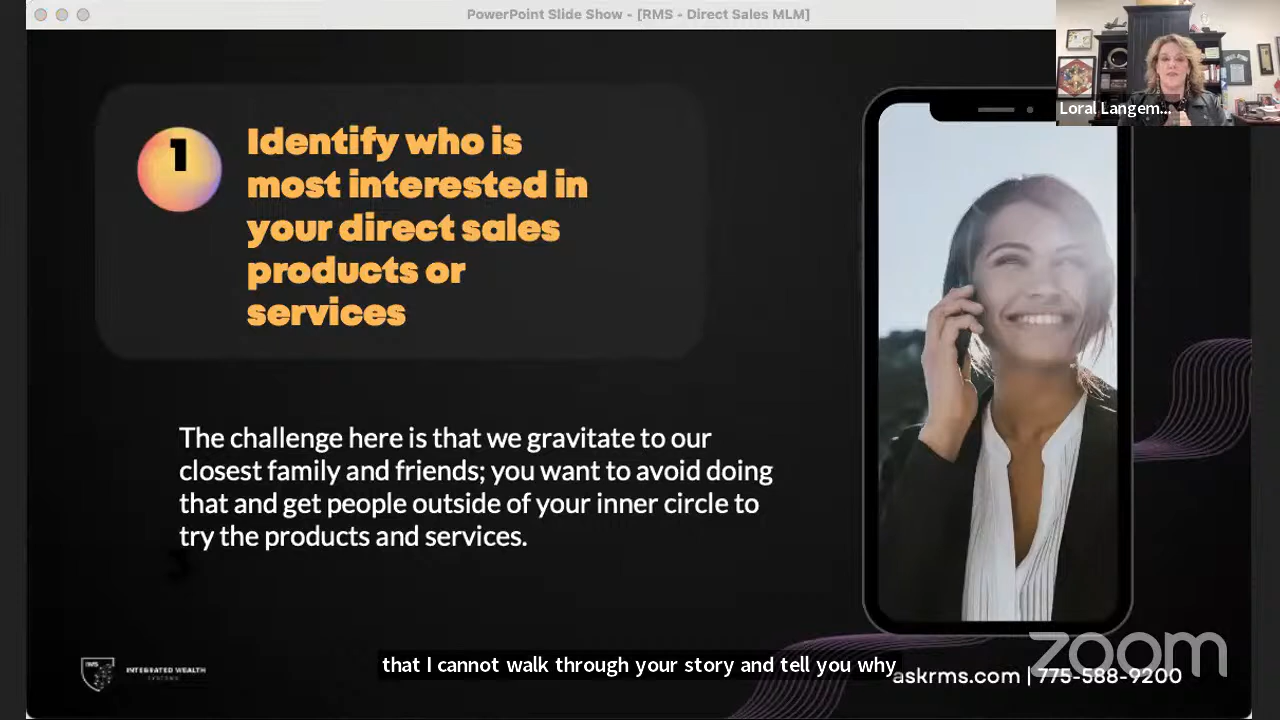 PowerPoint Slide Show - [RMS - Direct Sales MLM]
Loral Langem...
1
Identify who is
most interested in
your direct sales
products or
services
The challenge here is that we gravitate to our
closest family and friends; you want to avoid doing
that and get people outside of your inner circle to
try the products and services.
INTEGRATED WEALTH
SYSTEMS
that I cannot walk through your story and tell you why
askrms.com | 775-588-9200
zoom